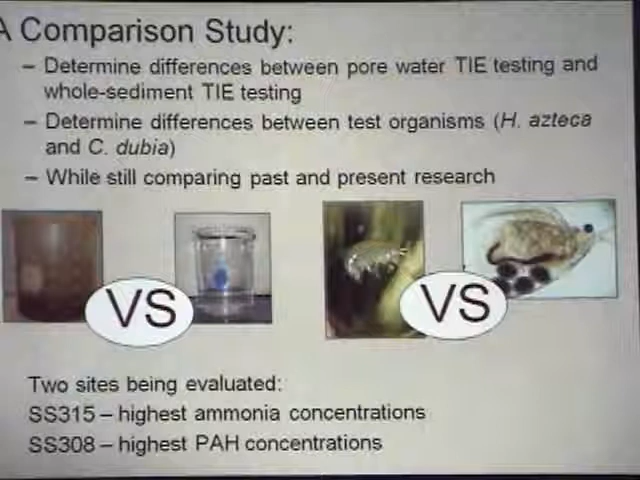 A Comparison Study:
– Determine differences between pore water TIE testing and
whole-sediment TIE testing
– Determine differences between test organisms (H. azteca
and C. dubia)
– While still comparing past and present research
VS
VS
Two sites being evaluated:
SS315 – highest ammonia concentrations
SS308 – highest PAH concentrations